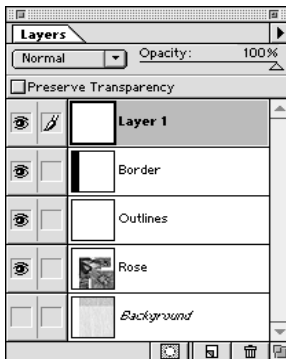 Layers
Normal Opacity: 100%
Preserve Transparency
Layer 1
Border
Outlines
Rose
Background